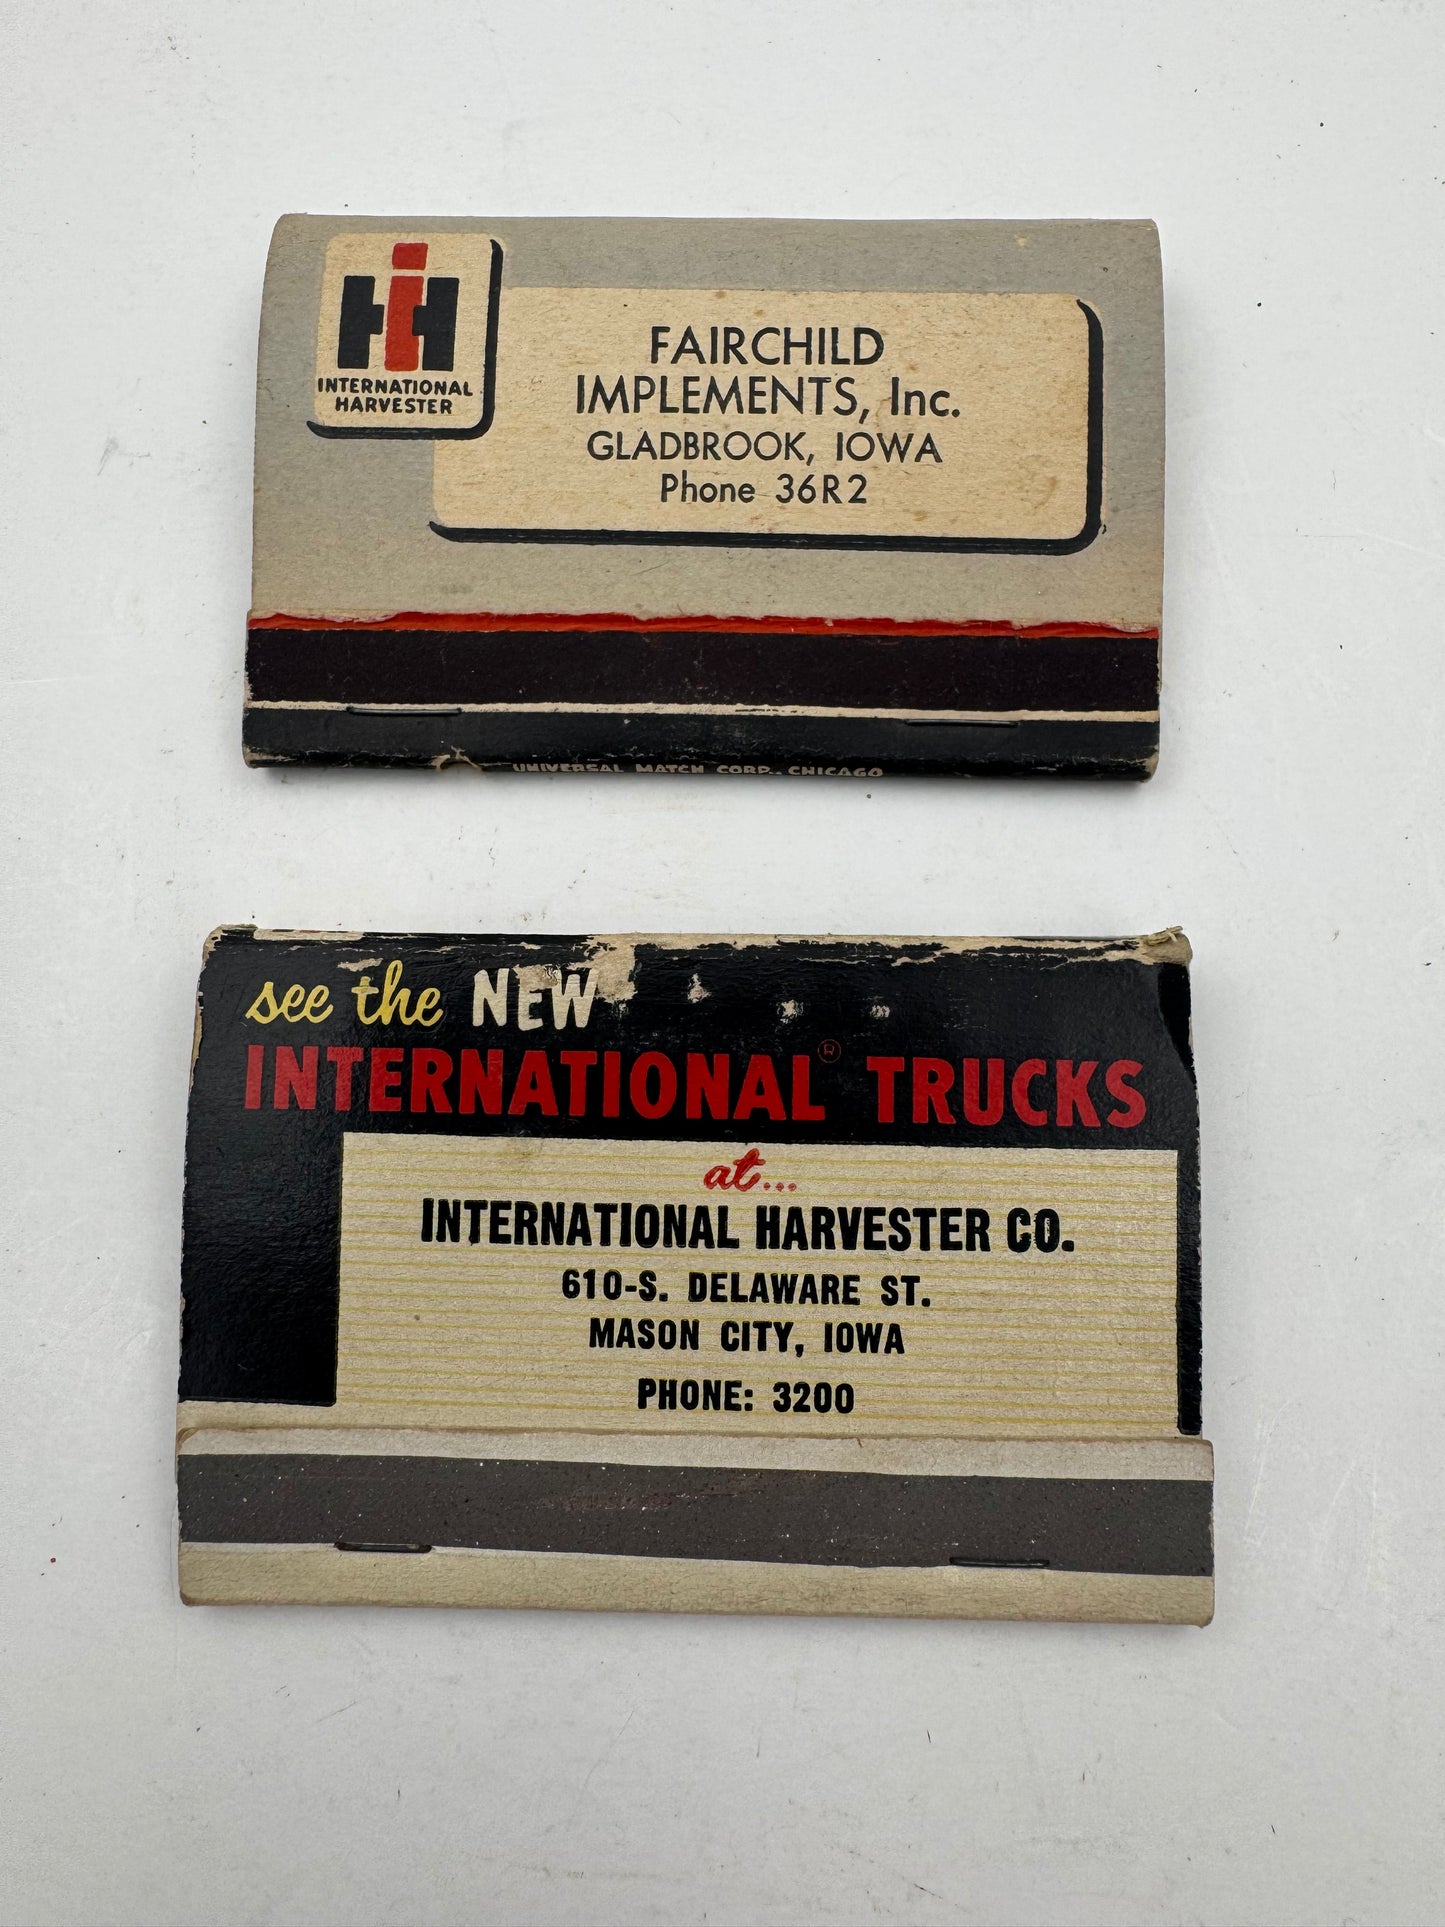 IH
INTERNATIONAL
HARVESTER
FAIRCHILD
IMPLEMENTS, Inc.
GLADBROOK, IOWA
Phone 36R2
UNIVERSAL MATCH CORP., CHICAGO
see the NEW
INTERNATIONAL® TRUCKS
at...
INTERNATIONAL HARVESTER CO.
610-S. DELAWARE ST.
MASON CITY, IOWA
PHONE: 3200